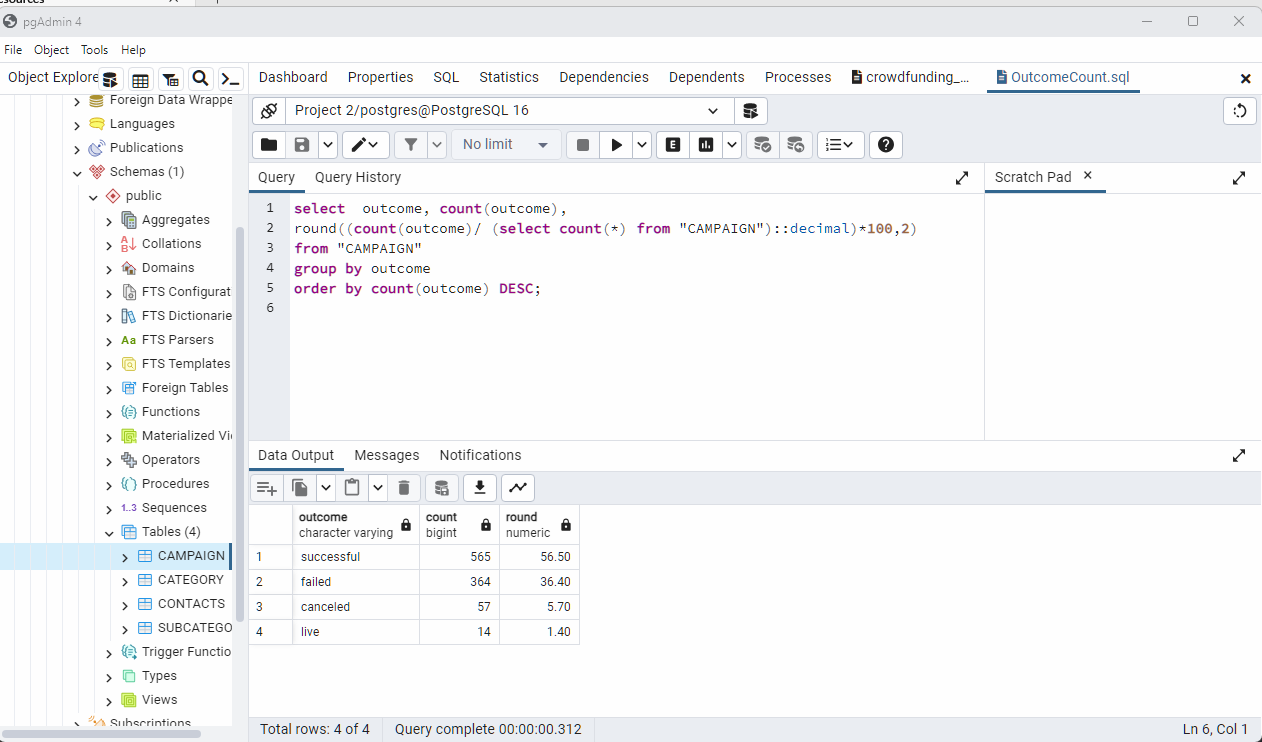 esources
pgAdmin 4
File Object Tools Help
Object Explore
Dashboard Properties SQL Statistics Dependencies Dependents Processes crowdfunding_... OutcomeCount.sql
Foreign Data Wrappe
Languages
Publications
Schemas (1)
public
Aggregates
Collations
Domains
FTS Configurat
FTS Dictionarie
FTS Parsers
FTS Templates
Foreign Tables
Functions
Materialized Vi
Operators
Procedures
1..3 Sequences
Tables (4)
CAMPAIGN
CATEGORY
CONTACTS
SUBCATEGO
Trigger Functio
Types
Views
Subscriptions
Project 2/postgres@PostgreSQL 16
No limit
E
Query Query History
Scratch Pad
1 select  outcome, count(outcome),
2 round((count(outcome)/ (select count(*) from "CAMPAIGN")::decimal)*100,2)
3 from "CAMPAIGN"
4 group by outcome
5 order by count(outcome) DESC;
6
Data Output Messages Notifications
outcome count round
character varying bigint numeric
1 successful 565 56.50
2 failed 364 36.40
3 canceled 57 5.70
4 live 14 1.40
Total rows: 4 of 4 Query complete 00:00:00.312 Ln 6, Col 1